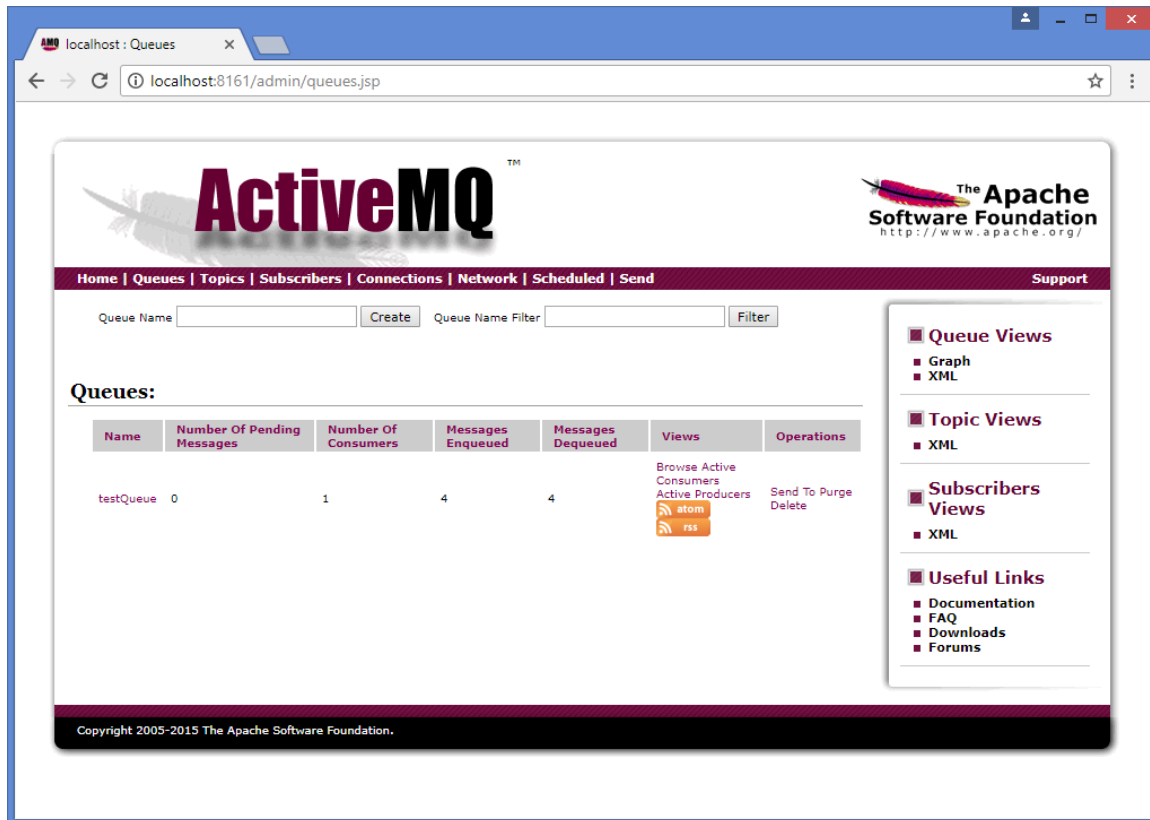 localhost : Queues
localhost:8161/admin/queues.jsp
ActiveMQ ™
The Apache
Software Foundation
http://www.apache.org/
Home | Queues | Topics | Subscribers | Connections | Network | Scheduled | Send
Support
Queue Name Create Queue Name Filter Filter
Queues:
Name Number Of Pending Messages Number Of Consumers Messages Enqueued Messages Dequeued Views Operations
testQueue 0 1 4 4
Browse Active
Consumers
Active Producers
atom
rss
Send To Purge
Delete
Queue Views
Graph
XML
Topic Views
XML
Subscribers
Views
XML
Useful Links
Documentation
FAQ
Downloads
Forums
Copyright 2005-2015 The Apache Software Foundation.